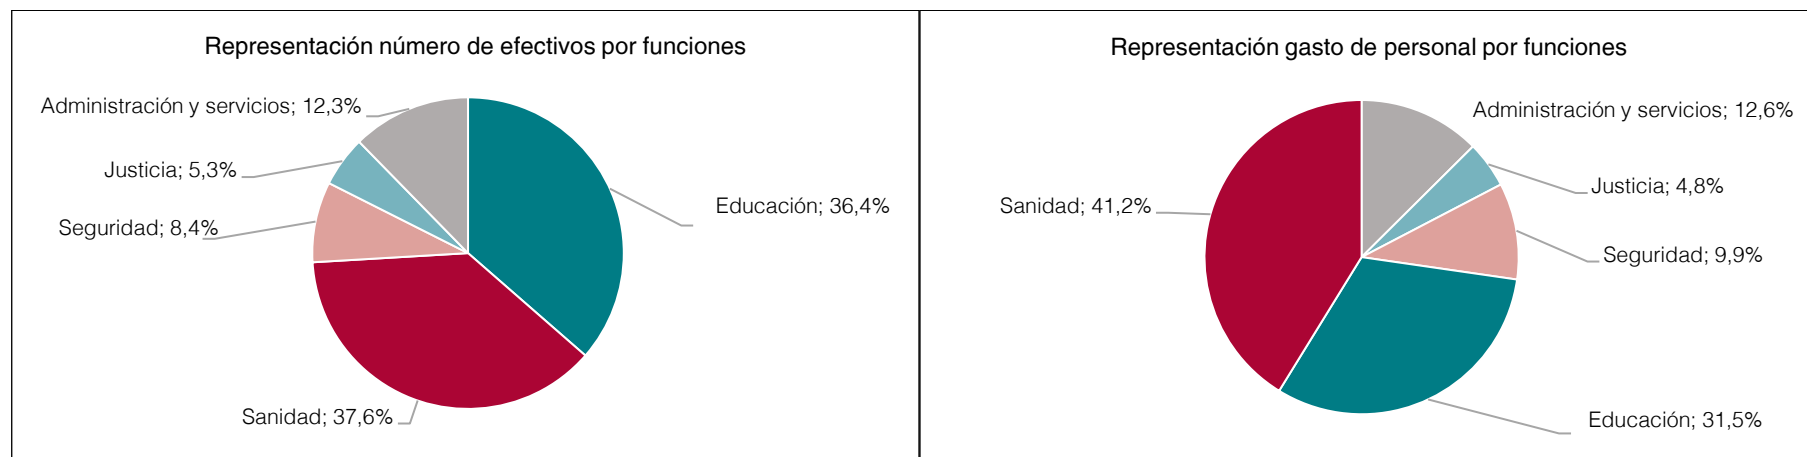 Representación número de efectivos por funciones
Administración y servicios; 12,3%
Justicia; 5,3%
Seguridad; 8,4%
Educación; 36,4%
Sanidad; 37,6%
Representación gasto de personal por funciones
Administración y servicios; 12,6%
Justicia; 4,8%
Sanidad; 41,2%
Seguridad; 9,9%
Educación; 31,5%